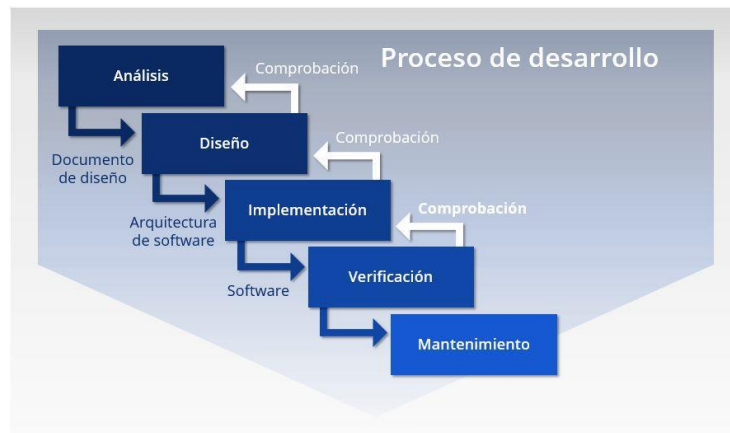 Proceso de desarrollo
Análisis
Comprobación
Documento
de diseño
Diseño
Comprobación
Arquitectura
de software
Implementación
Comprobación
Software
Verificación
Mantenimiento